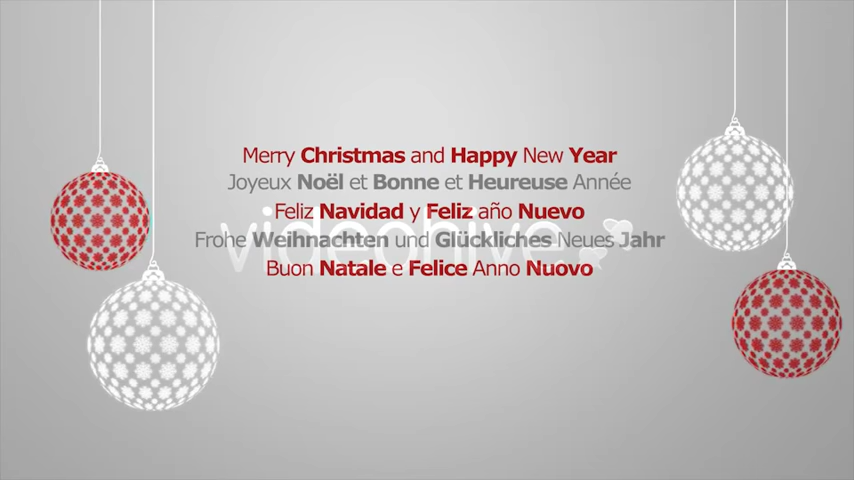 Merry Christmas and Happy New Year
Joyeux Noël et Bonne et Heureuse Année
Feliz Navidad y Feliz año Nuevo
Frohe Weihnachten und Glückliches Neues Jahr
videohive
Buon Natale e Felice Anno Nuovo